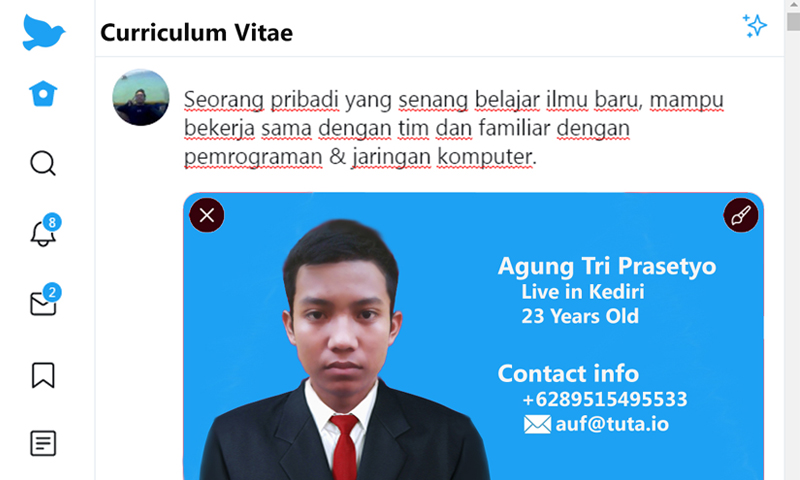 Curriculum Vitae
Seorang pribadi yang senang belajar ilmu baru, mampu
bekerja sama dengan tim dan familiar dengan
pemrograman & jaringan komputer.
8
2
Agung Tri Prasetyo
Live in Kediri
23 Years Old
Contact info
+6289515495533
auf@tuta.io